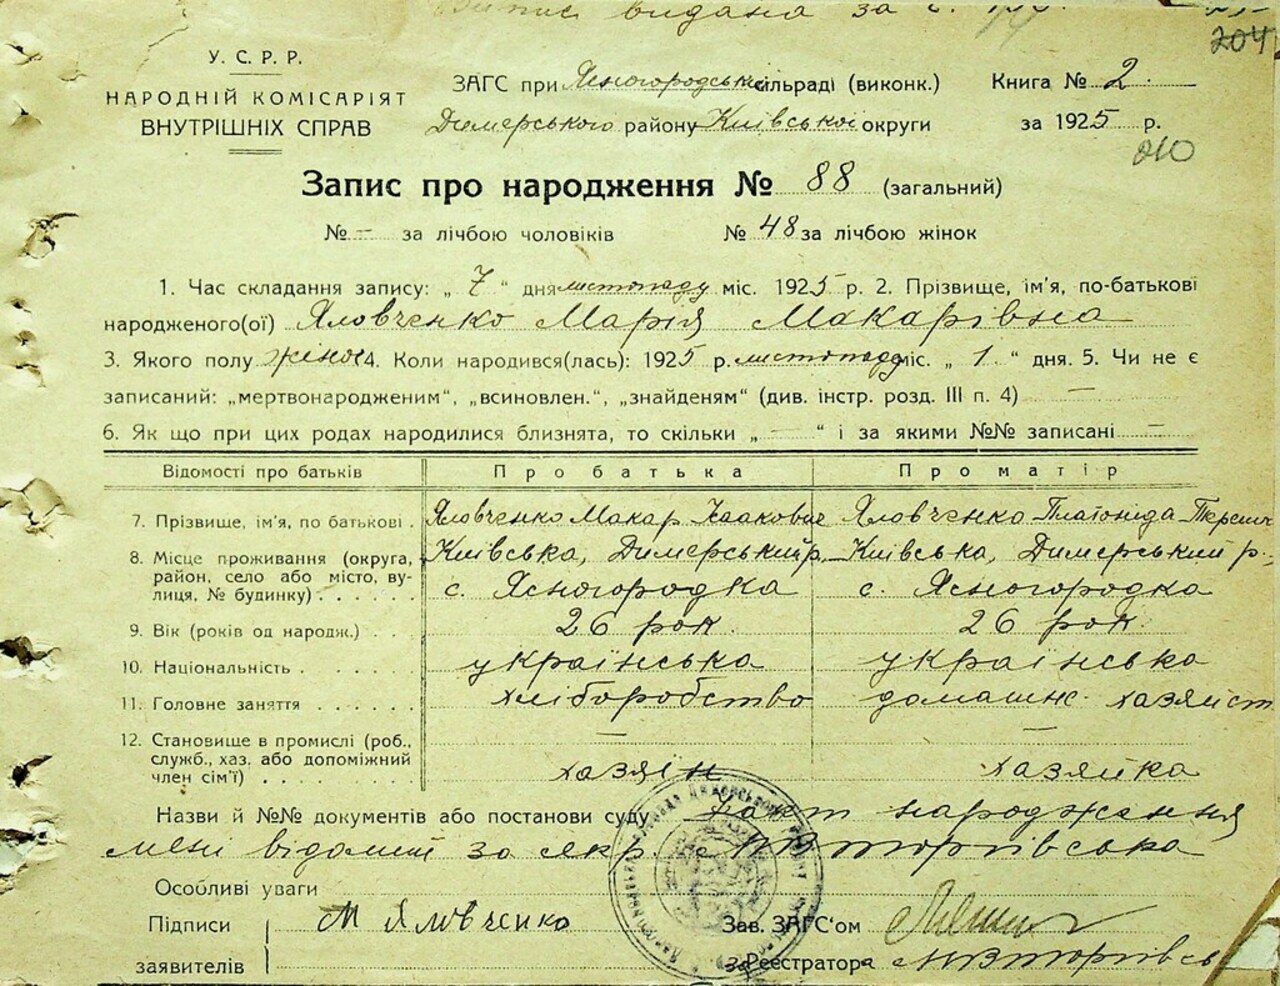 Випис видана за
204
У. С. Р. Р.
НАРОДНІЙ КОМІСАРІЯТ
ВНУТРІШНІХ СПРАВ
ЗАГС при Ясногородській сільраді (виконк.)
Димерського району Київської округи
Книга № 2
за 1925 р.
210
Запис про народження № 88 (загальний)
№ — за лічбою чоловіків № 48 за лічбою жінок
1. Час складання запису: „ 7 “ дня листопаду міс. 1925 р. 2. Прізвище, ім'я, по-батькові
народженого(ої) Яловченко Марія Макарівна
3. Якого полу жіноч 4. Коли народився(лась): 1925 р. листопаду міс. „ 1 “ дня. 5. Чи не є
записаний: „мертвонародженим“, „всиновлен.“, „знайденям“ (див. інстр. розд. III п. 4) —
6. Як що при цих родах народилися близнята, то скільки „ — “ і за якими №№ записані —
Відомості про батьків Про батька Про матір
7. Прізвище, ім'я, по батькові . Яловченко Макар Ісакович Яловченко Платонида
8. Місце проживання (округа, район, село або місто, вулиця, № будинку) . . . . . .
Київська, Димерський р. Київська, Димерський р.
с. Ясногородка с. Ясногородка
9. Вік (років од народж.) . . . 26 рок. 26 рок.
10. Національність . . . . . . українська українська
11. Головне заняття . . . . . . хліборобство домашнє хазяйст
12. Становище в промислі (роб., — —
служб., хаз. або допоміжний
член сім'ї) . . . . . . . . хазяїн хазяйка
Назви й №№ документів або постанови суду Факт народження
мені відомий за
Особливі уваги
Підписи М Яловченко Зав. ЗАГС'ом
заявителів за Реєстратора